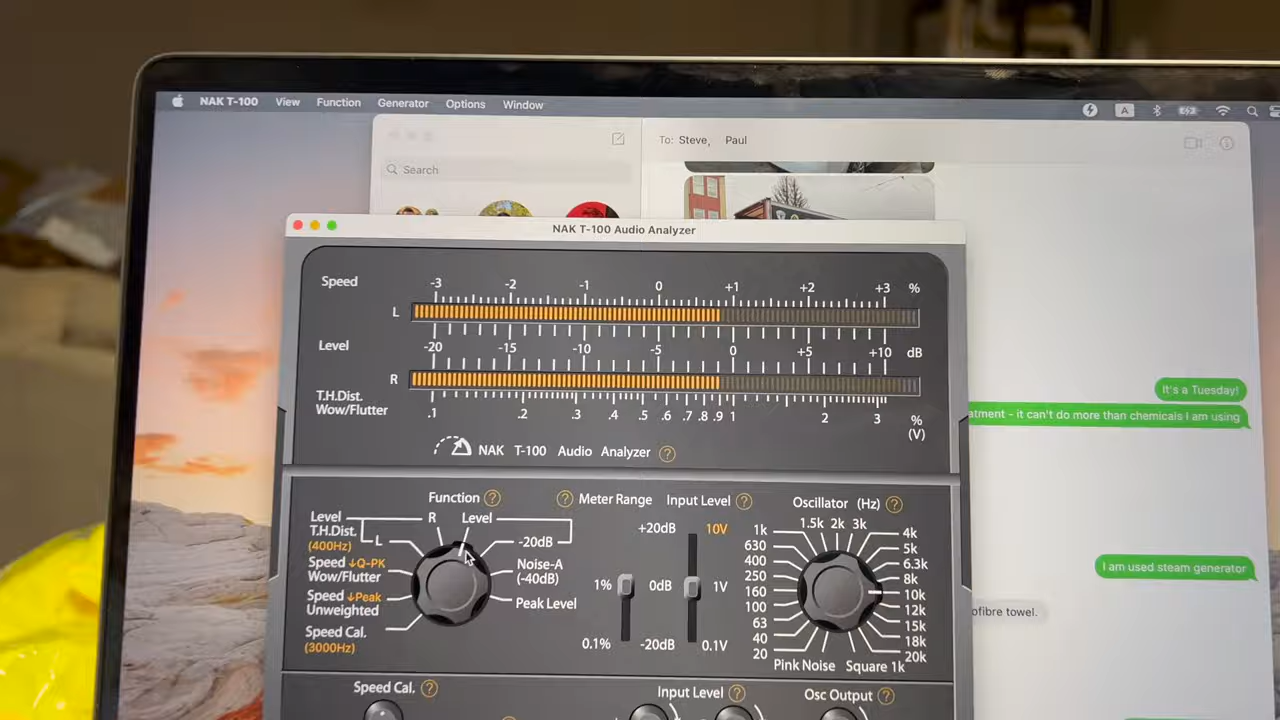 NAK T-100 View Function Generator Options Window
A
To: Steve, Paul
Search
NAK T-100 Audio Analyzer
Speed -3 -2 -1 0 +1 +2 +3 %
L
Level -20 -15 -10 -5 0 +5 +10 dB
R
T.H.Dist. .1 .2 .3 .4 .5 .6 .7 .8 .9 1 2 3 %
Wow/Flutter (V)
NAK T-100 Audio Analyzer ?
It's a Tuesday!
atment - it can't do more than chemicals I am using
I am used steam generator
ofibre towel.
Function ? ? Meter Range Input Level ? Oscillator (Hz) ?
Level R Level
T.H.Dist. L -20dB
(400Hz)
Speed ↓Q-PK Noise-A
Wow/Flutter (-40dB)
Speed ↓Peak Peak Level
Unweighted
Speed Cal.
(3000Hz)
+20dB 10V
1% 0dB 1V
0.1% -20dB 0.1V
1.5k 2k 3k
1k 4k
630 5k
400 6.3k
250 8k
160 10k
100 12k
63 15k
40 18k
20 20k
Pink Noise Square 1k
Speed Cal. ? Input Level ? Osc Output ?